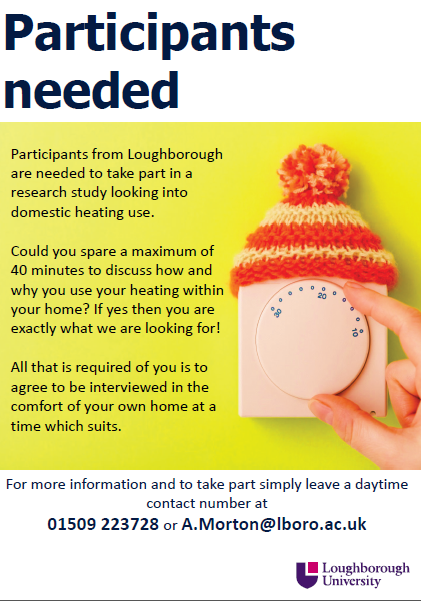 Participants
needed
Participants from Loughborough
are needed to take part in a
research study looking into
domestic heating use.
Could you spare a maximum of
40 minutes to discuss how and
why you use your heating within
your home? If yes then you are
exactly what we are looking for!
All that is required of you is to
agree to be interviewed in the
comfort of your own home at a
time which suits.
30
20
10
For more information and to take part simply leave a daytime
contact number at
01509 223728 or A.Morton@lboro.ac.uk
Loughborough
University